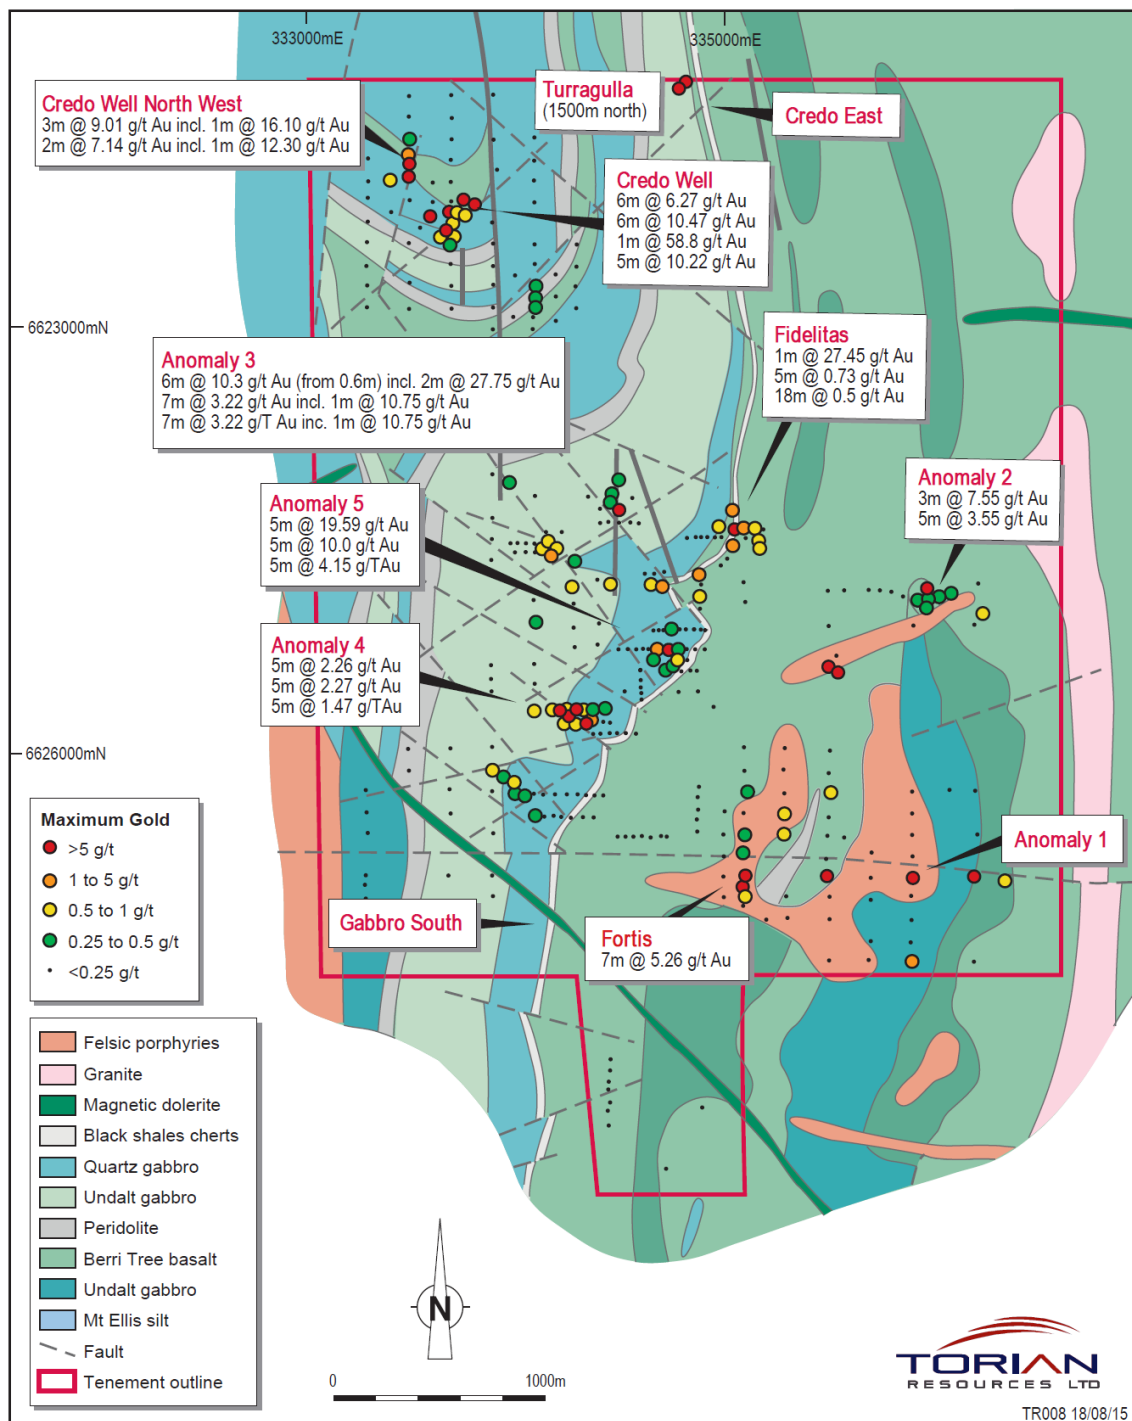 333000mE
335000mE
Credo Well North West
3m @ 9.01 g/t Au incl. 1m @ 16.10 g/t Au
2m @ 7.14 g/t Au incl. 1m @ 12.30 g/t Au
Turragulla
(1500m north)
Credo East
Credo Well
6m @ 6.27 g/t Au
6m @ 10.47 g/t Au
1m @ 58.8 g/t Au
5m @ 10.22 g/t Au
6623000mN
Fidelitas
1m @ 27.45 g/t Au
5m @ 0.73 g/t Au
18m @ 0.5 g/t Au
Anomaly 3
6m @ 10.3 g/t Au (from 0.6m) incl. 2m @ 27.75 g/t Au
7m @ 3.22 g/t Au incl. 1m @ 10.75 g/t Au
7m @ 3.22 g/T Au inc. 1m @ 10.75 g/t Au
Anomaly 2
3m @ 7.55 g/t Au
5m @ 3.55 g/t Au
Anomaly 5
5m @ 19.59 g/t Au
5m @ 10.0 g/t Au
5m @ 4.15 g/TAu
Anomaly 4
5m @ 2.26 g/t Au
5m @ 2.27 g/t Au
5m @ 1.47 g/TAu
6626000mN
Maximum Gold
>5 g/t
1 to 5 g/t
0.5 to 1 g/t
0.25 to 0.5 g/t
<0.25 g/t
Anomaly 1
Gabbro South
Fortis
7m @ 5.26 g/t Au
Felsic porphyries
Granite
Magnetic dolerite
Black shales cherts
Quartz gabbro
Undalt gabbro
Peridolite
Berri Tree basalt
Undalt gabbro
Mt Ellis silt
Fault
Tenement outline
N
0 1000m
TORIAN
RESOURCES LTD
TR008 18/08/15